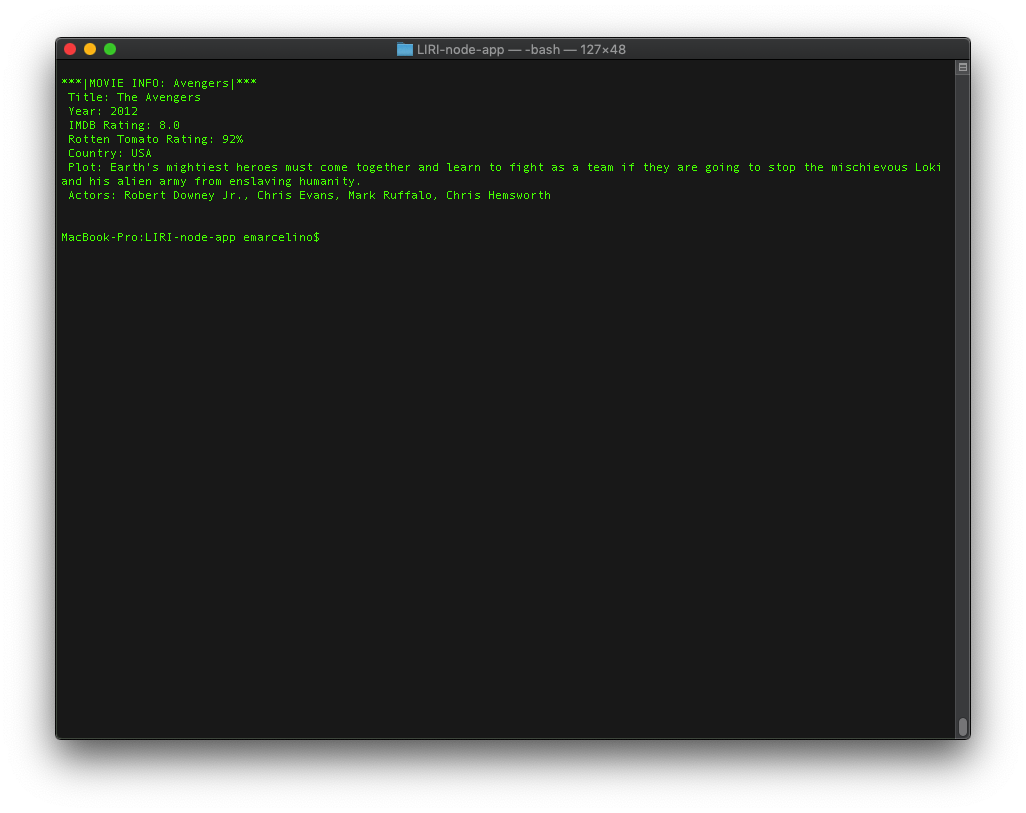 LIRI-node-app — -bash — 127×48
***|MOVIE INFO: Avengers|***
Title: The Avengers
Year: 2012
IMDB Rating: 8.0
Rotten Tomato Rating: 92%
Country: USA
Plot: Earth's mightiest heroes must come together and learn to fight as a team if they are going to stop the mischievous Loki
and his alien army from enslaving humanity.
Actors: Robert Downey Jr., Chris Evans, Mark Ruffalo, Chris Hemsworth
MacBook-Pro:LIRI-node-app emarcelino$